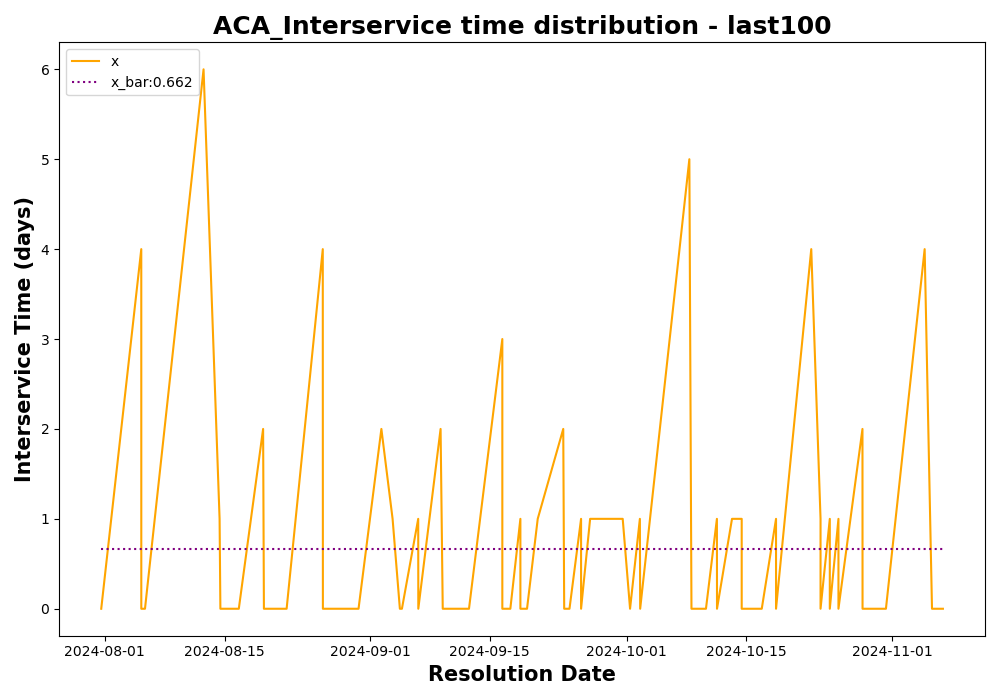 ACA_Interservice time distribution - last100
x
x_bar:0.662
Interservice Time (days)
6
5
4
3
2
1
0
2024-08-01 2024-08-15 2024-09-01 2024-09-15 2024-10-01 2024-10-15 2024-11-01
Resolution Date